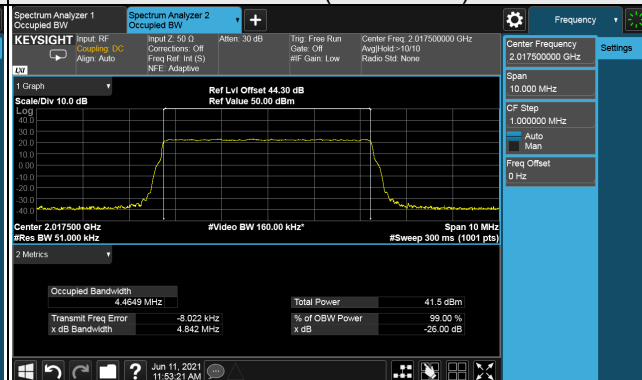 Spectrum Analyzer 1
Occupied BW
Spectrum Analyzer 2
Occupied BW
Frequency
KEYSIGHT
LXI
Input: RF
Coupling: DC
Align: Auto
Input Z: 50 Ω
Corrections: Off
Freq Ref: Int (S)
NFE: Adaptive
Atten: 30 dB
Trig: Free Run
Gate: Off
#IF Gain: Low
Center Freq: 2.017500000 GHz
Avg|Hold:>10/10
Radio Std: None
Center Frequency
2.017500000 GHz
Settings
Span
10.000 MHz
CF Step
1.000000 MHz
Auto
Man
Freq Offset
0 Hz
1 Graph
Scale/Div 10.0 dB
Ref Lvl Offset 44.30 dB
Ref Value 50.00 dBm
Log
40.0
30.0
20.0
10.0
0.00
-10.0
-20.0
-30.0
-40.0
Center 2.017500 GHz
#Res BW 51.000 kHz
#Video BW 160.00 kHz*
Span 10 MHz
#Sweep 300 ms (1001 pts)
2 Metrics
Occupied Bandwidth
4.4649 MHz
Total Power 41.5 dBm
Transmit Freq Error -8.022 kHz
% of OBW Power 99.00 %
x dB Bandwidth 4.842 MHz
x dB -26.00 dB
?
Jun 11, 2021
11:53:21 AM